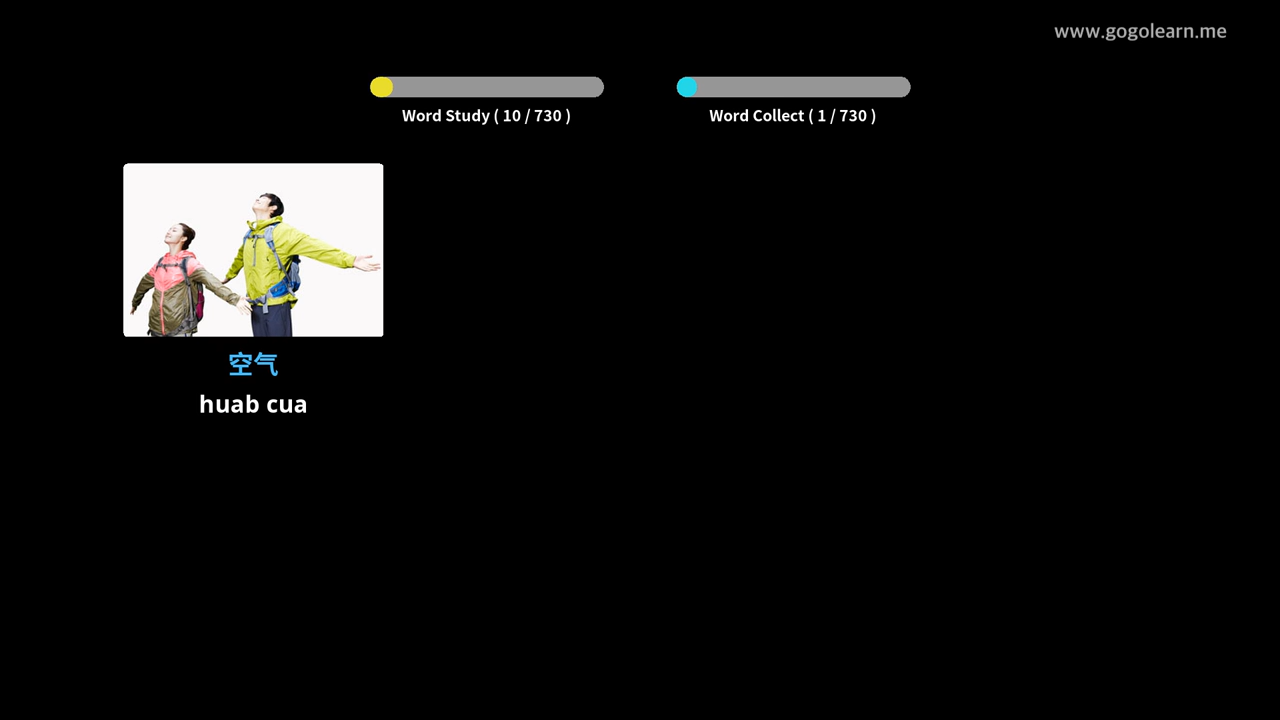 www.gogolearn.me
Word Study ( 10 / 730 )
Word Collect ( 1 / 730 )
空气
huab cua